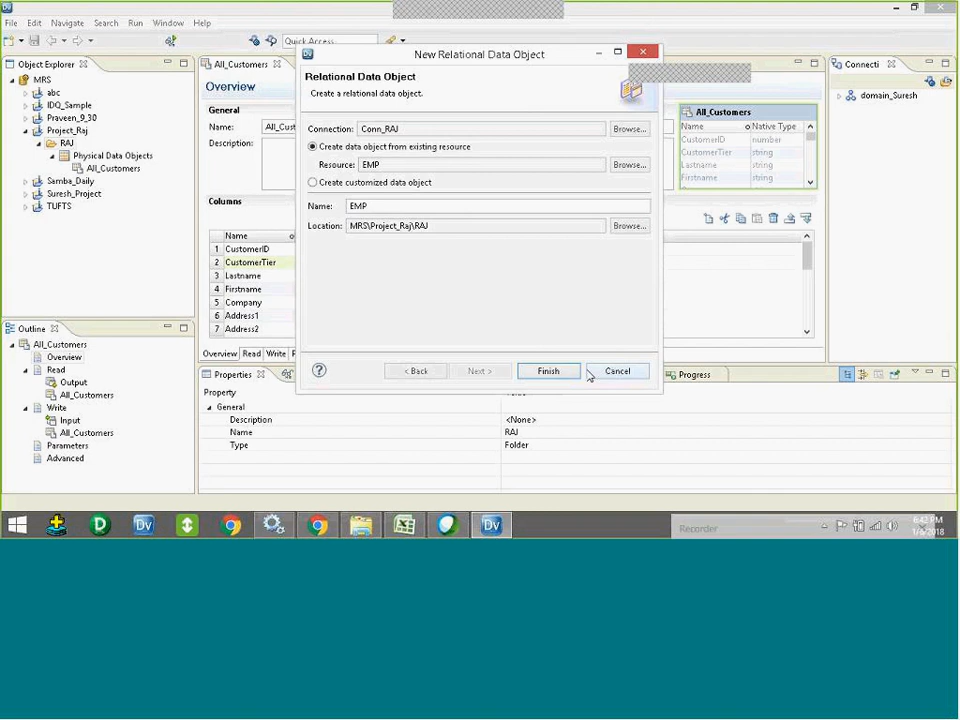 File Edit Navigate Search Run Window Help
Quick Access
Object Explorer
MRS
abc
IDQ_Sample
Praveen_9_30
Project_Raj
RAJ
Physical Data Objects
All_Customers
Samba_Daily
Suresh_Project
TUFTS
Outline
All_Customers
Overview
Read
Output
All_Customers
Write
Input
All_Customers
Parameters
Advanced
All_Customers
Overview
General
Name: All_Cust
Description:
Columns
Name
1 CustomerID
2 CustomerTier
3 Lastname
4 Firstname
5 Company
6 Address1
7 Address2
Overview Read Write P
New Relational Data Object
Relational Data Object
Create a relational data object.
Connection: Conn_RAJ Browse...
Create data object from existing resource
Resource: EMP Browse...
Create customized data object
Name: EMP
Location: MRS\Project_Raj\RAJ Browse...
? < Back Next > Finish Cancel
All_Customers
Name Native Type
CustomerID number
CustomerTier string
Lastname string
Firstname string
Connecti
domain_Suresh
Properties
Progress
Property
General
Description <None>
Name RAJ
Type Folder
Dv
Dv
Recorder
6:42 PM
1/6/2018